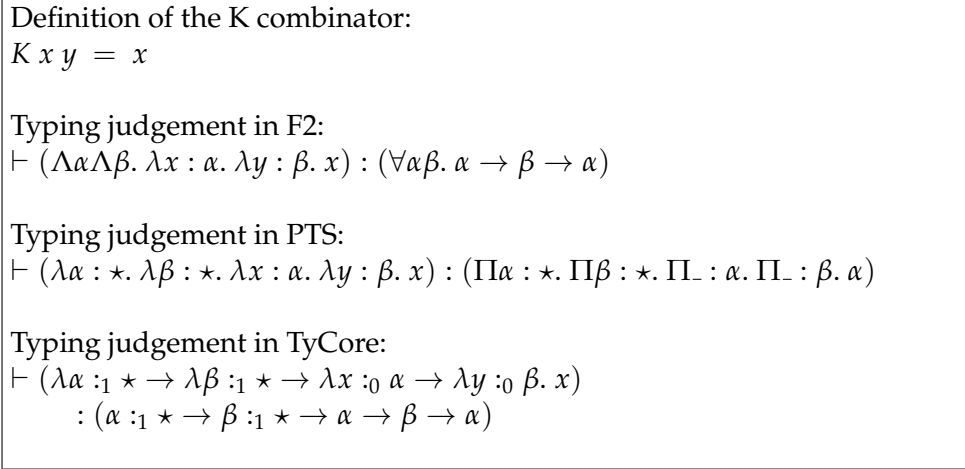 Definition of the K combinator:
K x y = x
Typing judgement in F2:
⊢ (ΛαΛβ. λx : α. λy : β. x) : (∀αβ. α → β → α)
Typing judgement in PTS:
⊢ (λα : ⋆. λβ : ⋆. λx : α. λy : β. x) : (Πα : ⋆. Πβ : ⋆. Π_ : α. Π_ : β. α)
Typing judgement in TyCore:
⊢ (λα :₁ ⋆ → λβ :₁ ⋆ → λx :₀ α → λy :₀ β. x)
: (α :₁ ⋆ → β :₁ ⋆ → α → β → α)